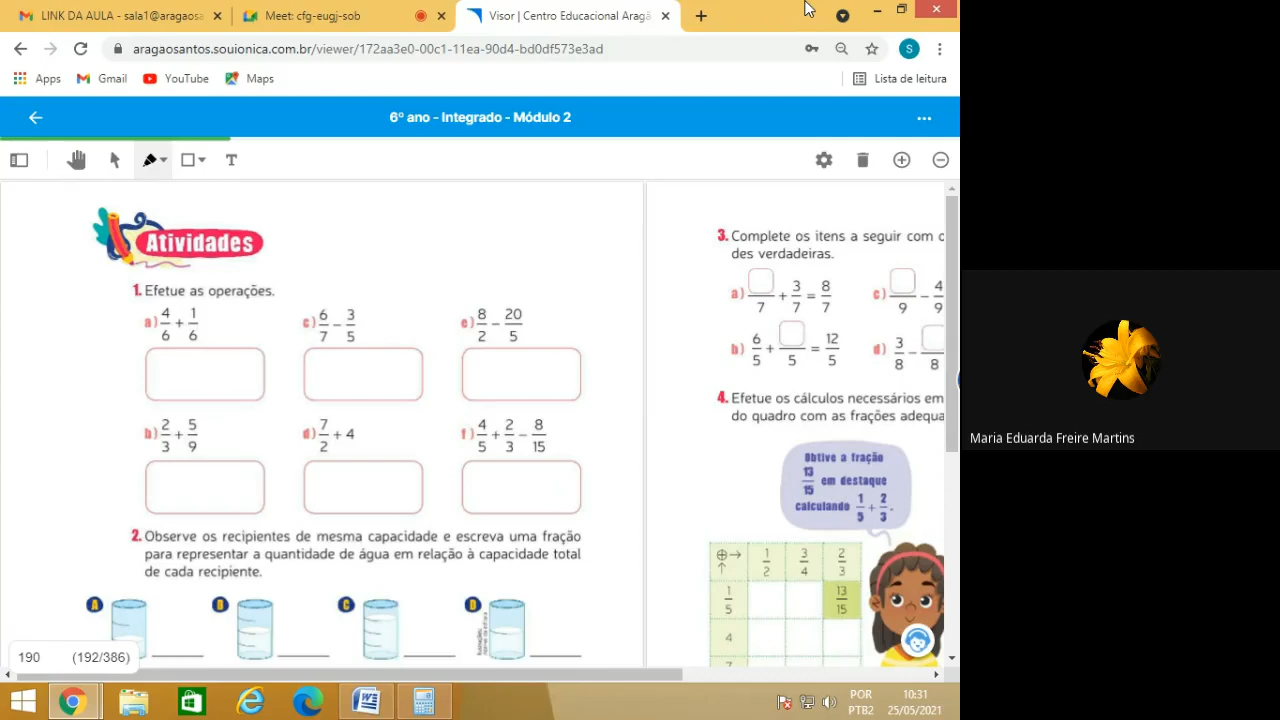 LINK DA AULA - sala1@aragaosa
Meet: cfg-eugj-sob
Visor | Centro Educacional Aragã
aragaosantos.souionica.com.br/viewer/172aa3e0-00c1-11ea-90d4-bd0df573e3ad
S
Apps
Gmail
YouTube
Maps
Lista de leitura
6º ano - Integrado - Módulo 2
T
Atividades
1. Efetue as operações.
a) 4/6 + 1/6
c) 6/7 − 3/5
e) 8/2 − 20/5
b) 2/3 + 5/9
d) 7/2 + 4
f) 4/5 + 2/3 − 8/15
2. Observe os recipientes de mesma capacidade e escreva uma fração
para representar a quantidade de água em relação à capacidade total
de cada recipiente.
A
B
C
D
190 (192/386)
3. Complete os itens a seguir com o
des verdadeiras.
a) □/7 + 3/7 = 8/7
c) □/9 − 4/9
b) 6/5 + □/5 = 12/5
d) 3/8 − □/8
4. Efetue os cálculos necessários em
do quadro com as frações adequa
Obtive a fração
13/15 em destaque
calculando 1/5 + 2/3.
⊕→ 1/2 3/4 2/3
↑
1/5 13/15
4
7
Maria Eduarda Freire Martins
POR
PTB2
10:31
25/05/2021